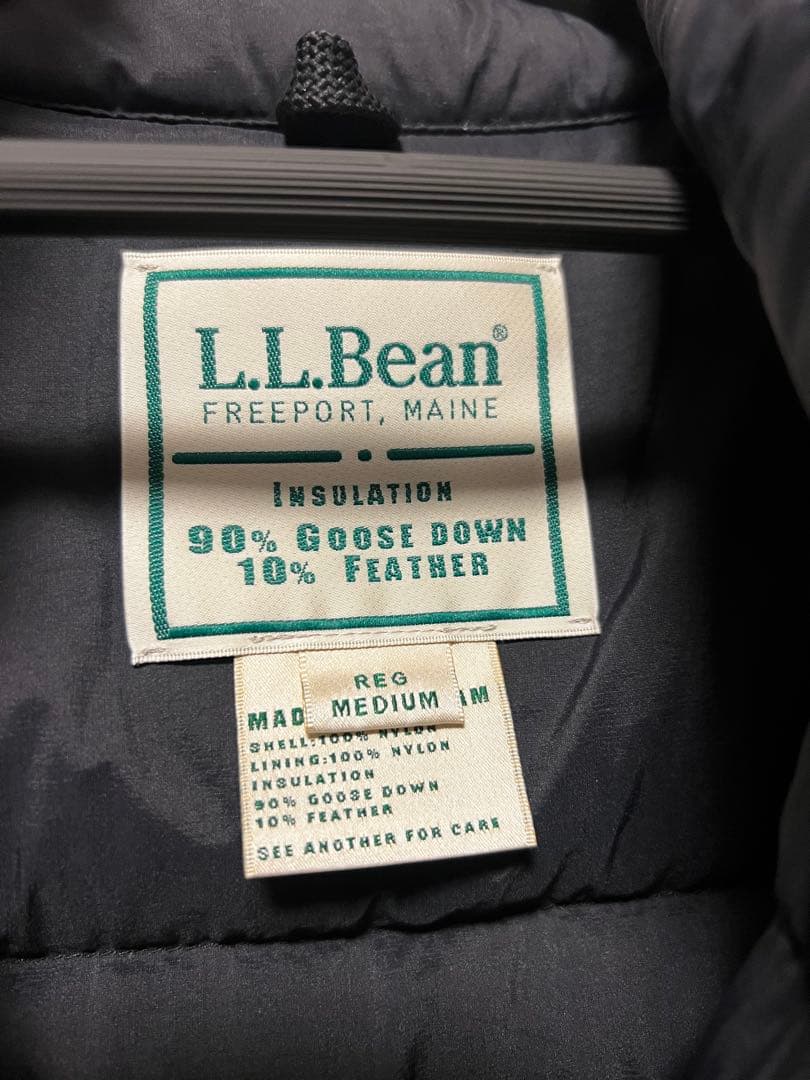 L.L.Bean®
FREEPORT, MAINE
INSULATION
90% GOOSE DOWN
10% FEATHER
REG
MEDIUM
SHELL:100% NYLON
LINING:100% NYLON
INSULATION
90% GOOSE DOWN
10% FEATHER
SEE ANOTHER FOR CARE